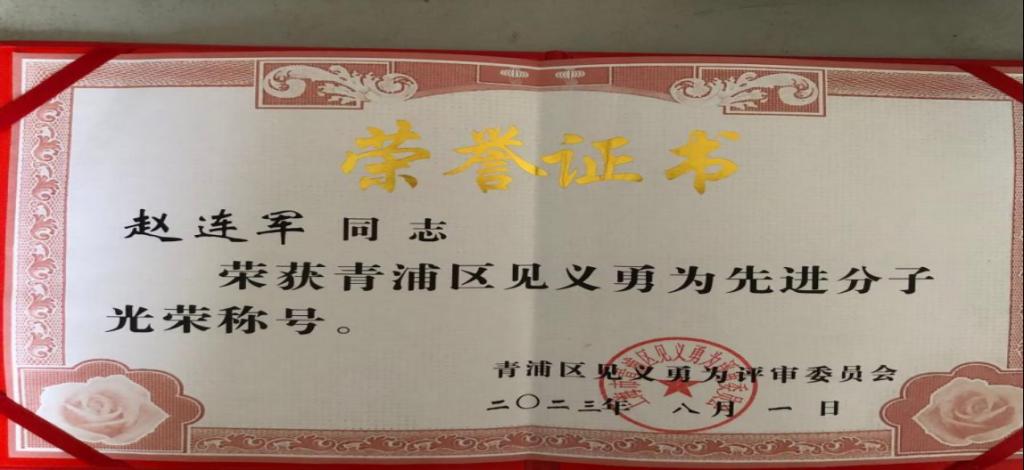 荣誉证书
赵连军 同志
荣获青浦区见义勇为先进分子
光荣称号。
青浦区见义勇为评审委员会
二〇二三年 八月 一日